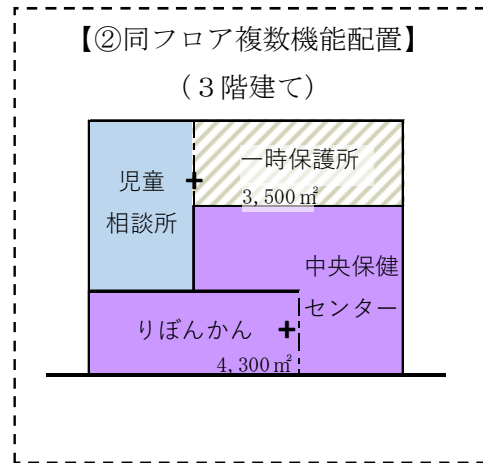 【②同フロア複数機能配置】
（３階建て）
一時保護所
児童
相談所
+
3,500㎡
中央保健
センター
りぼんかん
+
4,300㎡